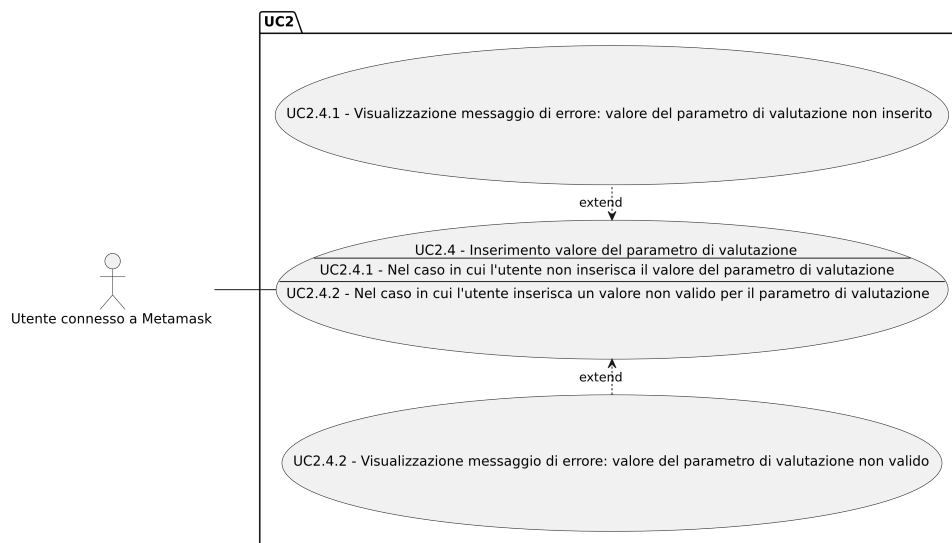 UC2
UC2.4.1 - Visualizzazione messaggio di errore: valore del parametro di valutazione non inserito
extend
UC2.4 - Inserimento valore del parametro di valutazione
UC2.4.1 - Nel caso in cui l'utente non inserisca il valore del parametro di valutazione
UC2.4.2 - Nel caso in cui l'utente inserisca un valore non valido per il parametro di valutazione
Utente connesso a Metamask
extend
UC2.4.2 - Visualizzazione messaggio di errore: valore del parametro di valutazione non valido